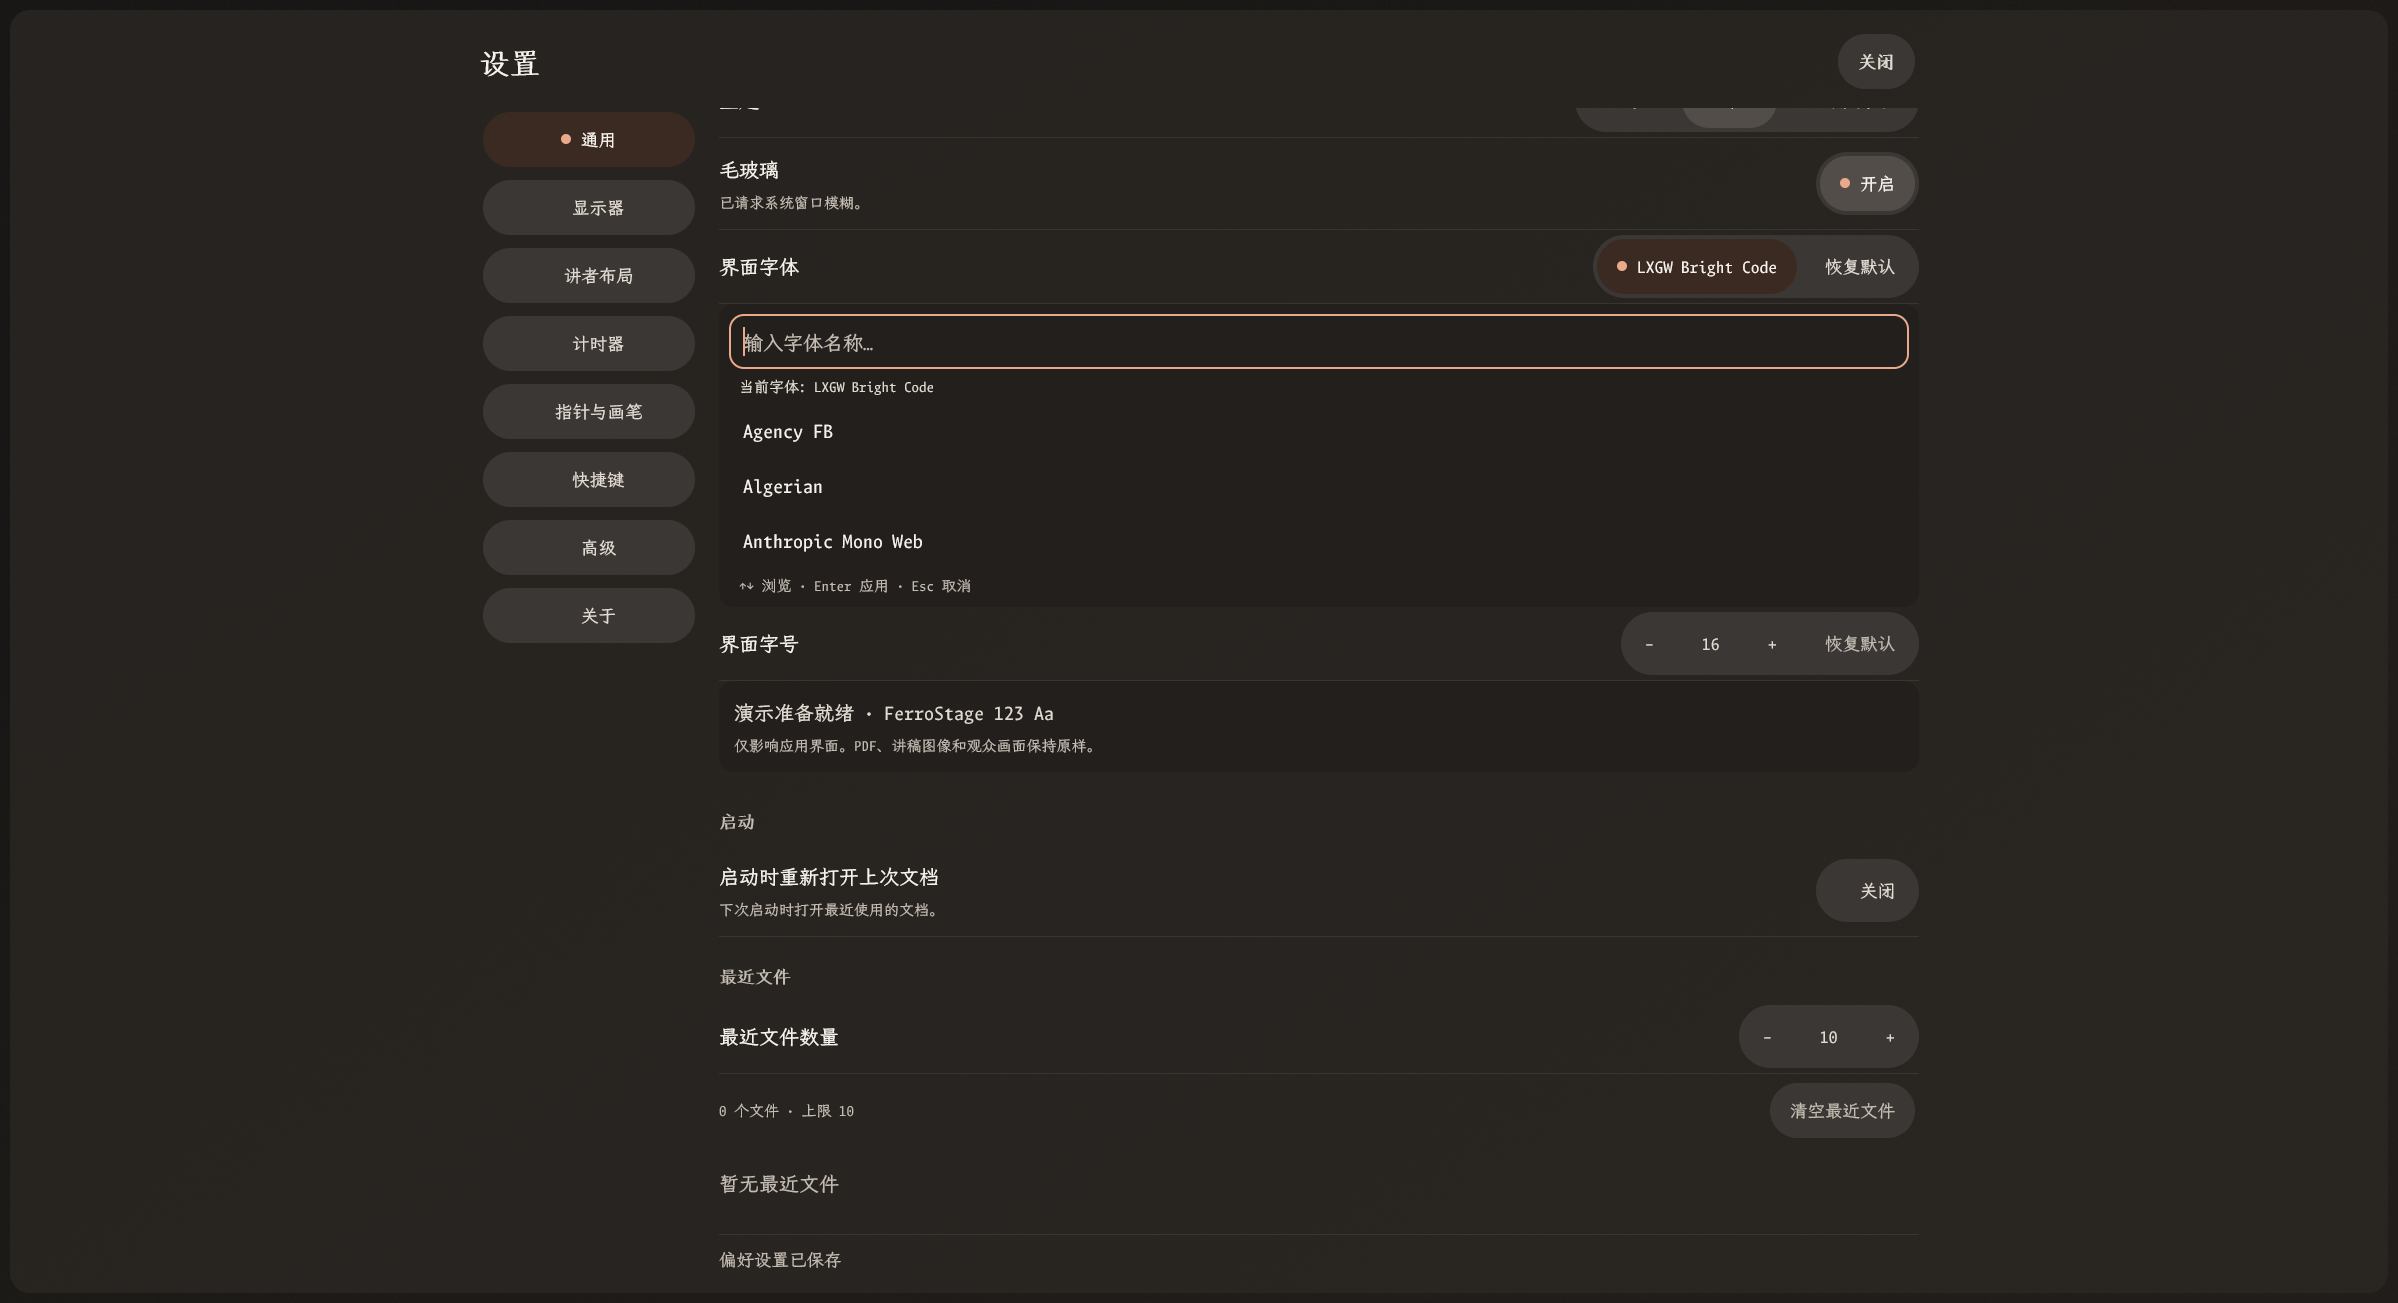 设置
关闭
通用
显示器
讲者布局
计时器
指针与画笔
快捷键
高级
关于
毛玻璃
已请求系统窗口模糊。
开启
界面字体
LXGW Bright Code
恢复默认
输入字体名称…
当前字体: LXGW Bright Code
Agency FB
Algerian
Anthropic Mono Web
↑↓ 浏览 · Enter 应用 · Esc 取消
界面字号
- 16 + 恢复默认
演示准备就绪 · FerroStage 123 Aa
仅影响应用界面。PDF、讲稿图像和观众画面保持原样。
启动
启动时重新打开上次文档
下次启动时打开最近使用的文档。
关闭
最近文件
最近文件数量
- 10 +
0 个文件 · 上限 10
清空最近文件
暂无最近文件
偏好设置已保存